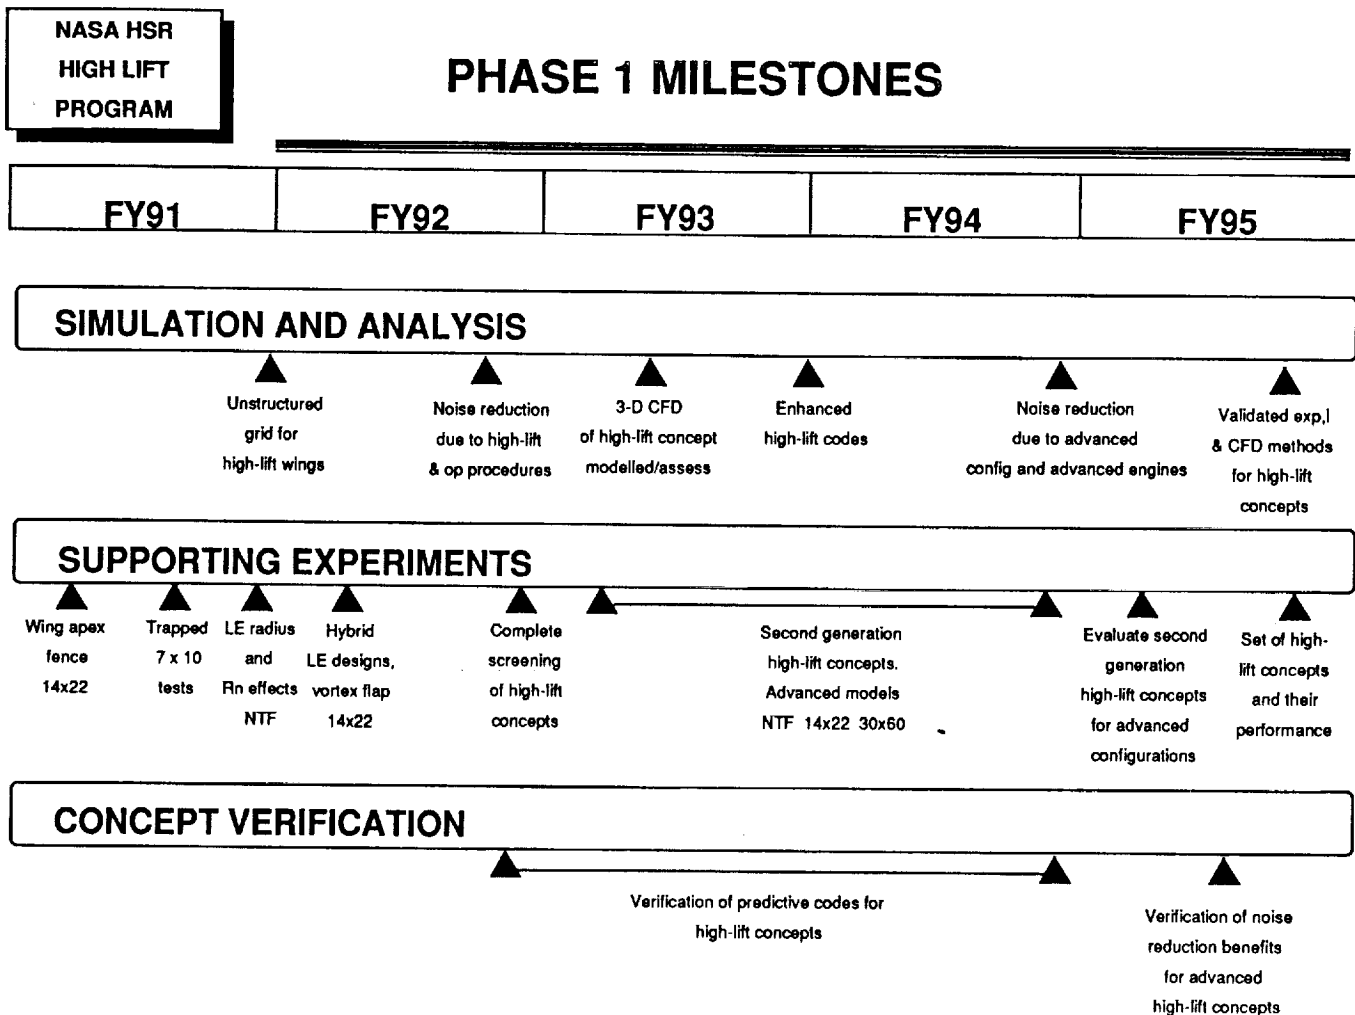 NASA HSR
HIGH LIFT
PROGRAM
PHASE 1 MILESTONES
FY91
FY92
FY93
FY94
FY95
SIMULATION AND ANALYSIS
Unstructured
grid for
high-lift wings
Noise reduction
due to high-lift
& op procedures
3-D CFD
of high-lift concept
modelled/assess
Enhanced
high-lift codes
Noise reduction
due to advanced
config and advanced engines
Validated exp,l
& CFD methods
for high-lift
concepts
SUPPORTING EXPERIMENTS
Wing apex
fence
14x22
Trapped
7 x 10
tests
LE radius
and
Rn effects
NTF
Hybrid
LE designs,
vortex flap
14x22
Complete
screening
of high-lift
concepts
Second generation
high-lift concepts.
Advanced models
NTF 14x22 30x60
Evaluate second
generation
high-lift concepts
for advanced
configurations
Set of high-
lift concepts
and their
performance
CONCEPT VERIFICATION
Verification of predictive codes for
high-lift concepts
Verification of noise
reduction benefits
for advanced
high-lift concepts